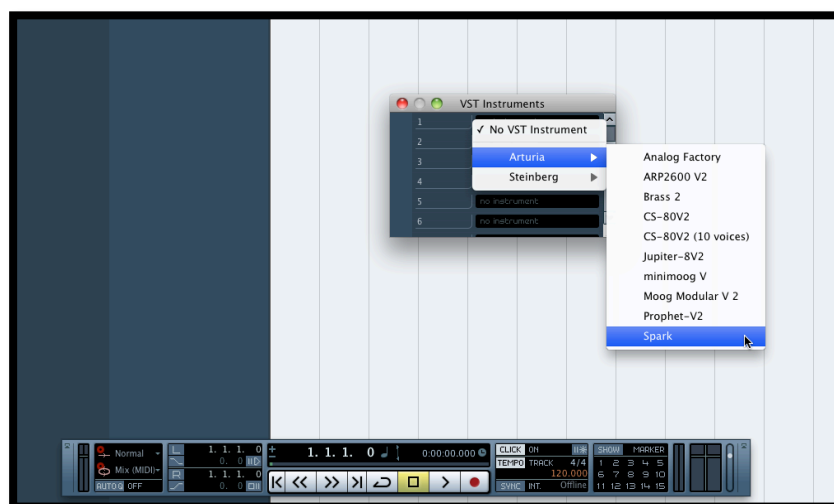 VST Instruments
1
✓ No VST Instrument
2
3
Arturia
4
Steinberg
5 no instrument
6 no instrument
Analog Factory
ARP2600 V2
Brass 2
CS-80V2
CS-80V2 (10 voices)
Jupiter-8V2
minimoog V
Moog Modular V 2
Prophet-V2
Spark
Normal
Mix (MIDI)
AUTO Q OFF
L 1. 1. 1. 0
0. 0
R 1. 1. 1. 0
0. 0
1. 1. 1. 0
0:00:00.000
CLICK ON
TEMPO TRACK 4/4
120.000
SYNC INT. Offline
SHOW MARKER
1 2 3 4 5
6 7 8 9 10
11 12 13 14 15